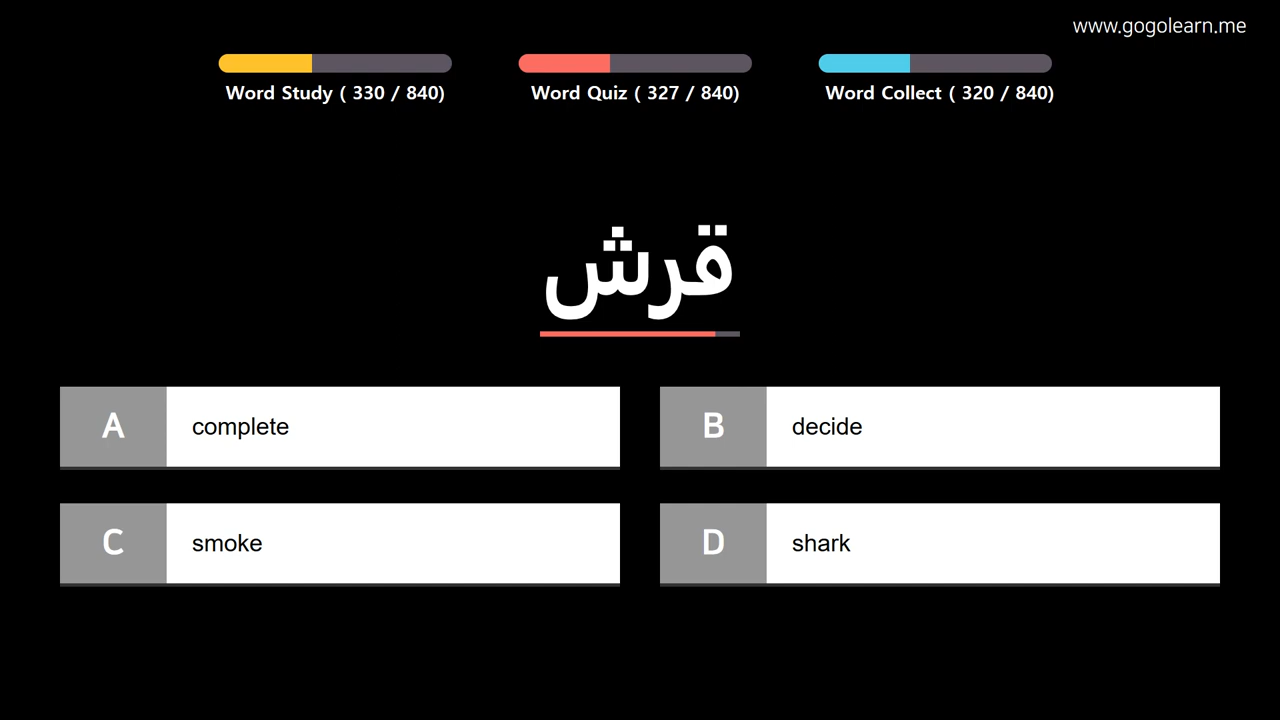 www.gogolearn.me
Word Study ( 330 / 840)
Word Quiz ( 327 / 840)
Word Collect ( 320 / 840)
قرش
A complete
B decide
C smoke
D shark